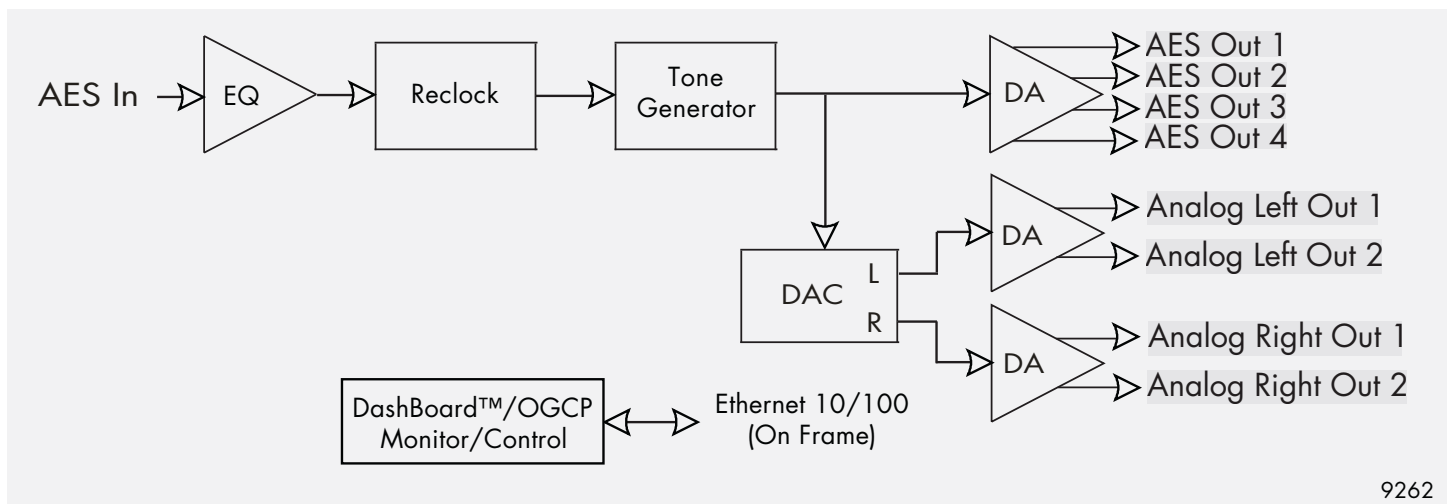 AES In
EQ
Reclock
Tone
Generator
DA
AES Out 1
AES Out 2
AES Out 3
AES Out 4
DAC
L
R
DA
Analog Left Out 1
Analog Left Out 2
DA
Analog Right Out 1
Analog Right Out 2
DashBoard™/OGCP
Monitor/Control
Ethernet 10/100
(On Frame)
9262